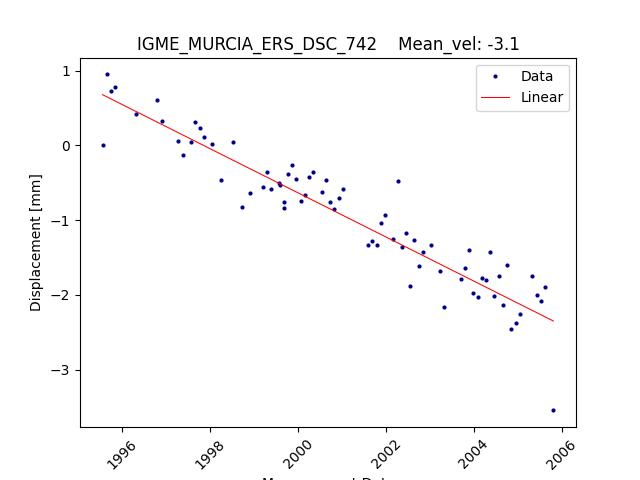 IGME_MURCIA_ERS_DSC_742    Mean_vel: -3.1
Data
Linear
Displacement [mm]
1
0
−1
−2
−3
1996
1998
2000
2002
2004
2006